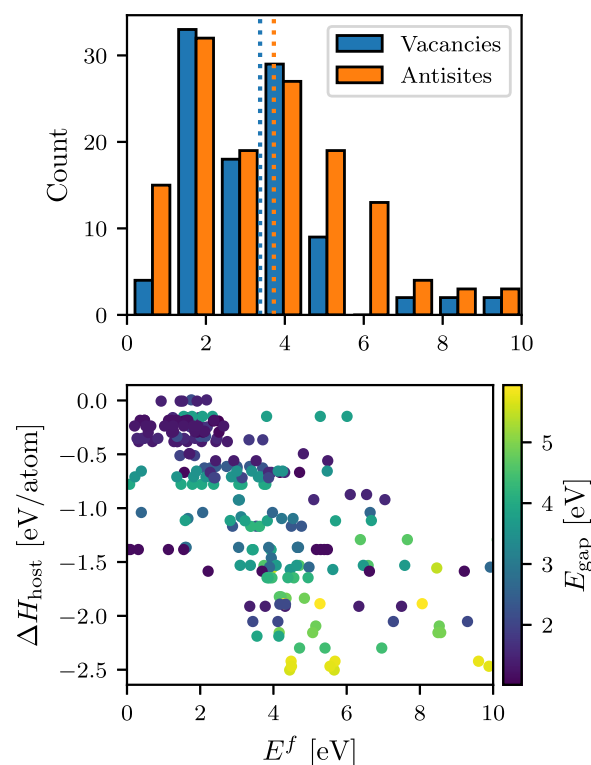 Vacancies
Antisites
Count
30
20
10
0
0 2 4 6 8 10
0.0
−0.5
−1.0
−1.5
−2.0
−2.5
ΔH_host [eV/atom]
0 2 4 6 8 10
E^f [eV]
5
4
3
2
E_gap [eV]